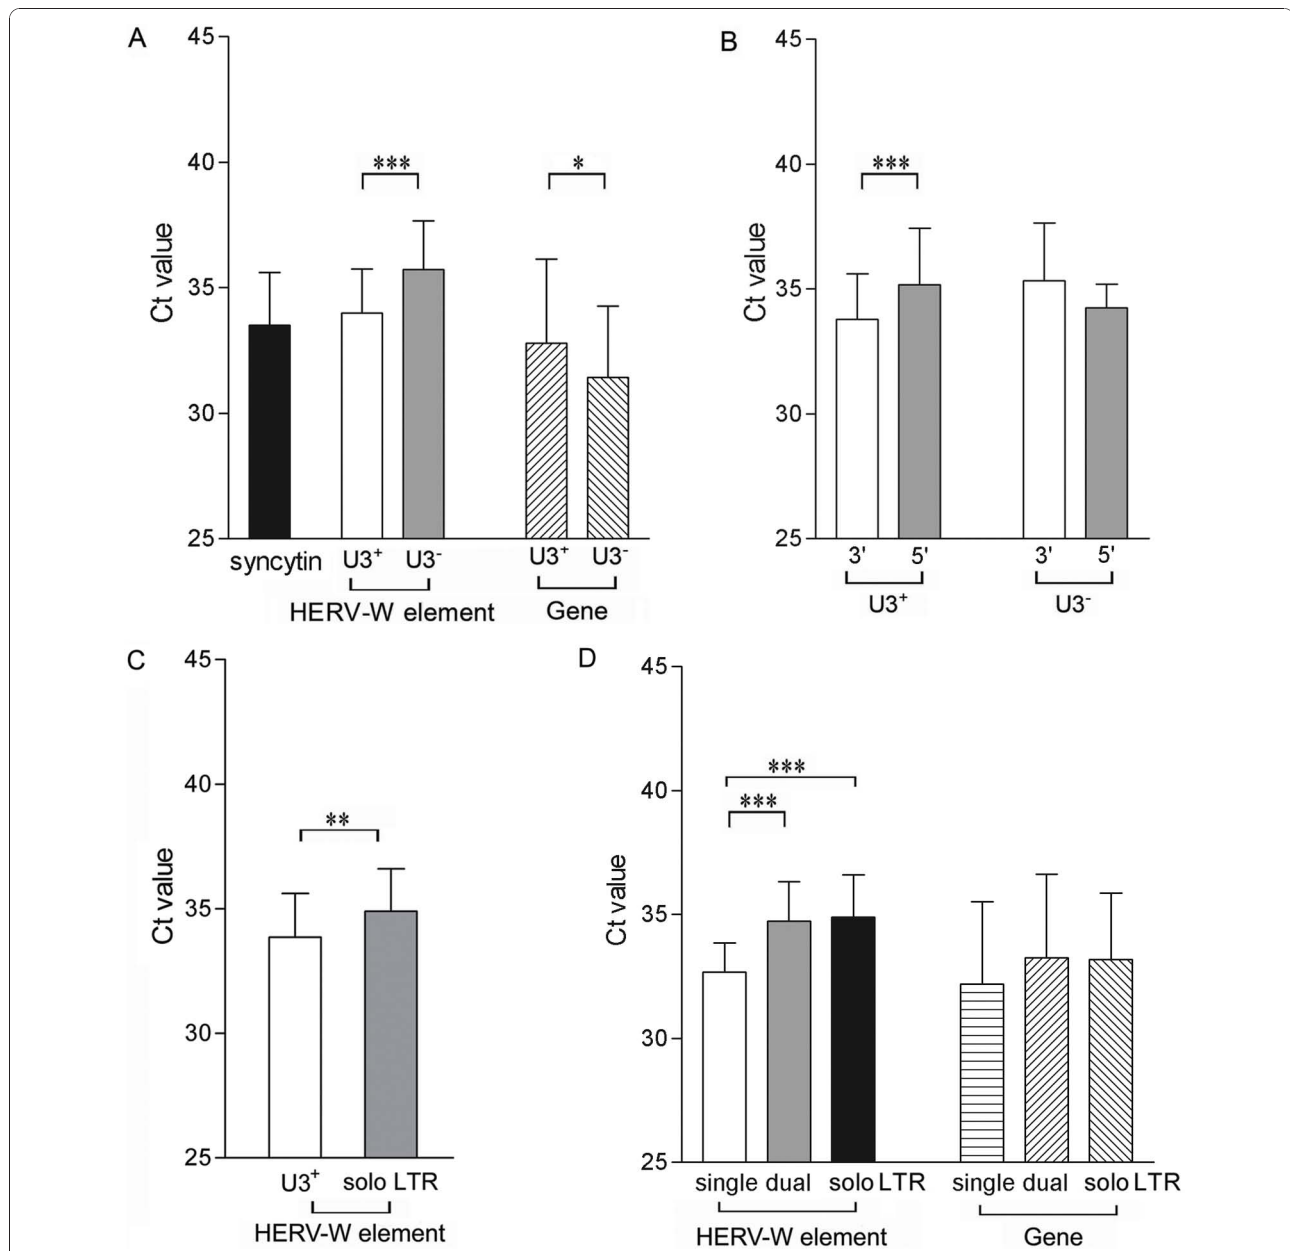 A
45
40
35
30
25
Ct value
***
*
syncytin U3⁺ U3⁻ U3⁺ U3⁻
HERV-W element Gene
B
45
40
35
30
25
Ct value
***
3' 5' 3' 5'
U3⁺ U3⁻
C
45
40
35
30
25
Ct value
**
U3⁺ solo LTR
HERV-W element
D
45
40
35
30
25
Ct value
***
***
single dual solo LTR single dual solo LTR
HERV-W element Gene